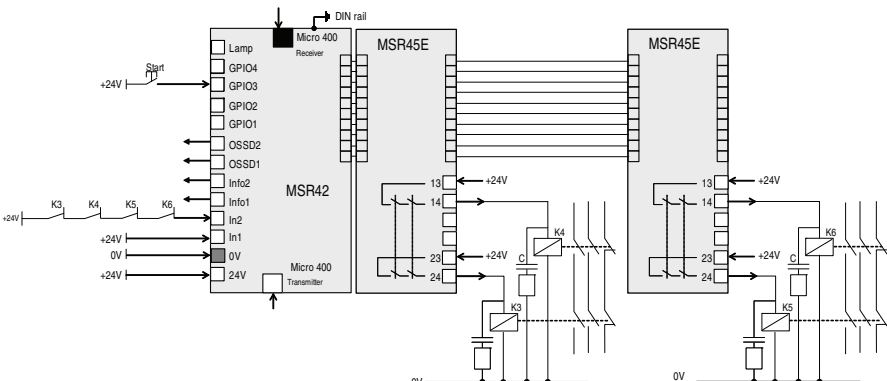 DIN rail
Micro 400
Receiver
MSR45E
MSR45E
Lamp
GPIO4
Start
+24V
GPIO3
GPIO2
GPIO1
OSSD2
OSSD1
Info2
Info1
MSR42
K3 K4 K5 K6
+24V
In2
+24V
In1
0V
0V
+24V
24V
Micro 400
Transmitter
13
+24V
14
K4
23
+24V
C
24
K3
0V
13
+24V
14
K6
23
+24V
C
24
K5
0V